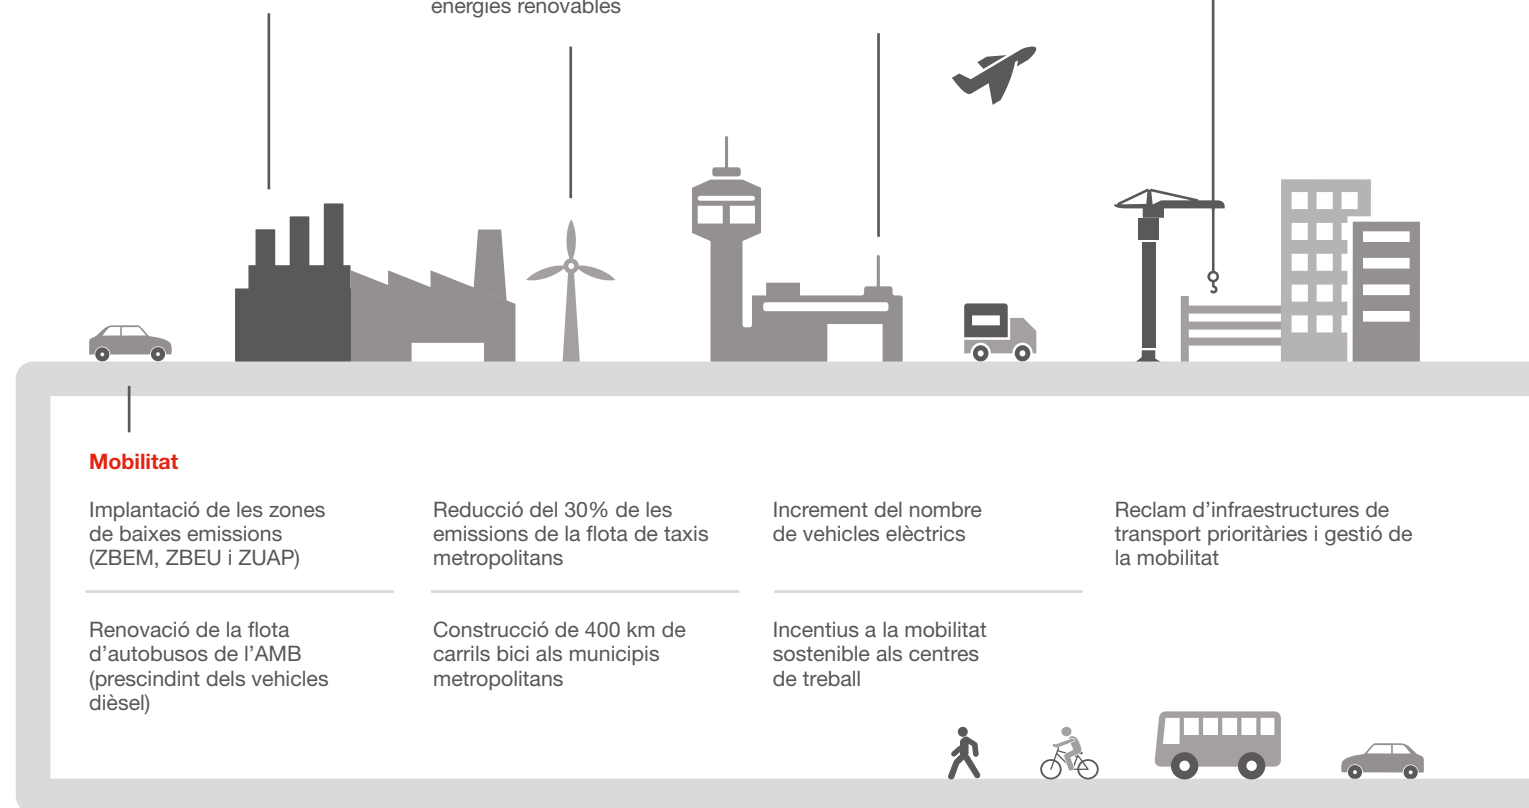 energies renovables
Mobilitat
Implantació de les zones
de baixes emissions
(ZBEM, ZBEU i ZUAP)
Reducció del 30% de les
emissions de la flota de taxis
metropolitans
Increment del nombre
de vehicles elèctrics
Reclam d’infraestructures de
transport prioritàries i gestió de
la mobilitat
Renovació de la flota
d’autobusos de l’AMB
(prescindint dels vehicles
dièsel)
Construcció de 400 km de
carrils bici als municipis
metropolitans
Incentius a la mobilitat
sostenible als centres
de treball